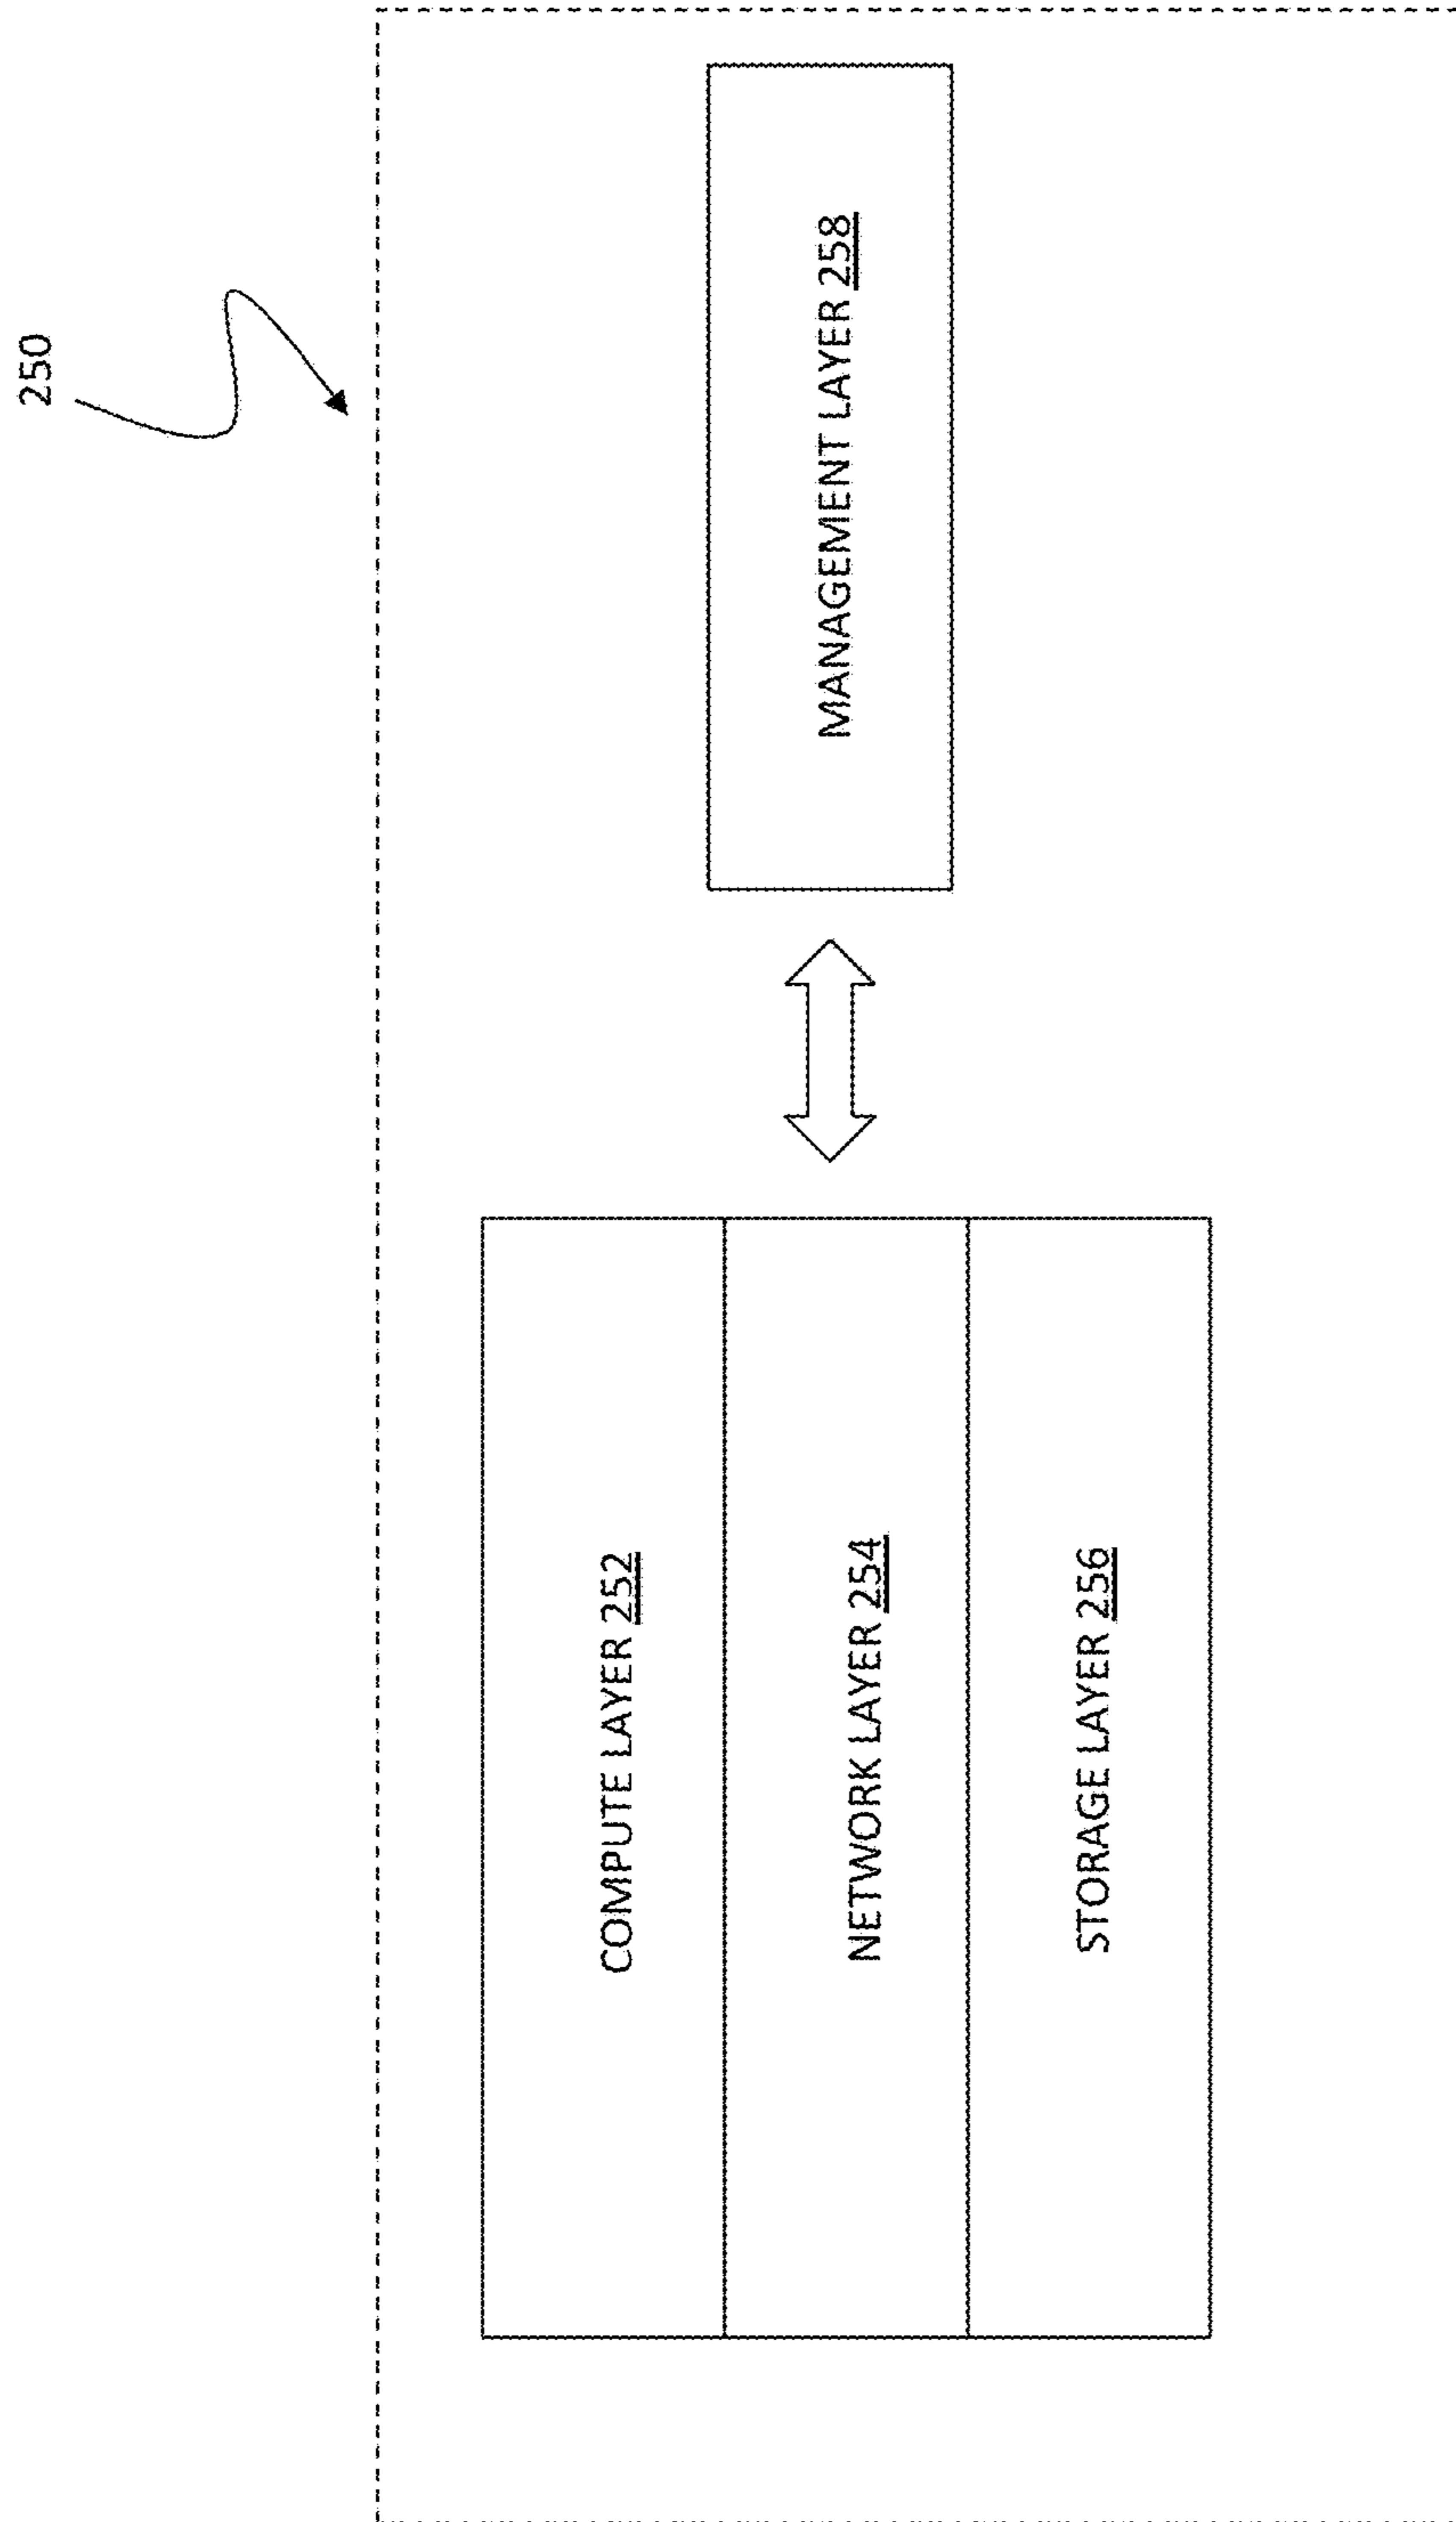 250
COMPUTE LAYER 252
NETWORK LAYER 254
STORAGE LAYER 256
MANAGEMENT LAYER 258